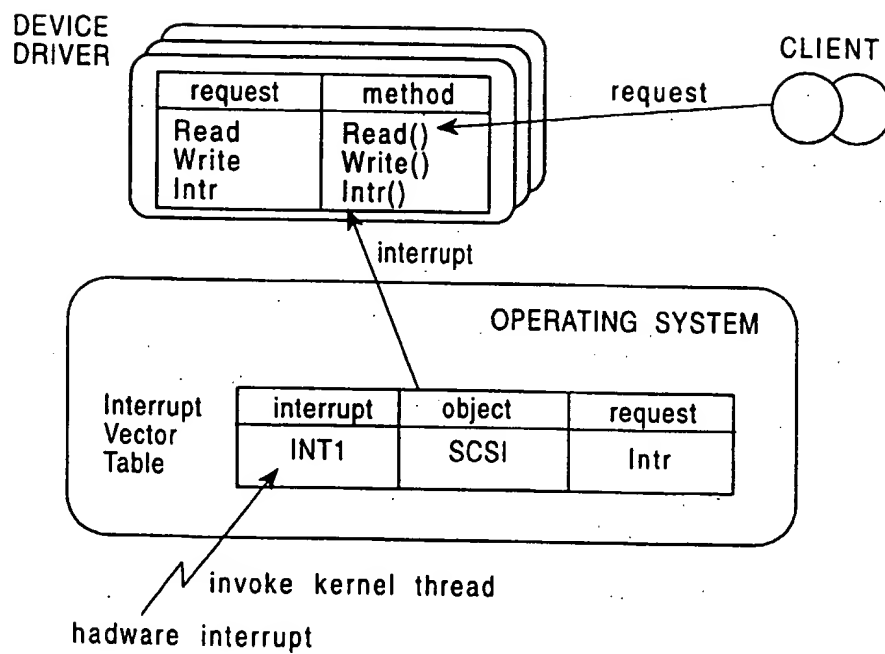 DEVICE
DRIVER
CLIENT
request method
request
Read Read()
Write Write()
Intr Intr()
interrupt
OPERATING SYSTEM
Interrupt
Vector
Table
interrupt object request
INT1 SCSI Intr
invoke kernel thread
hadware interrupt